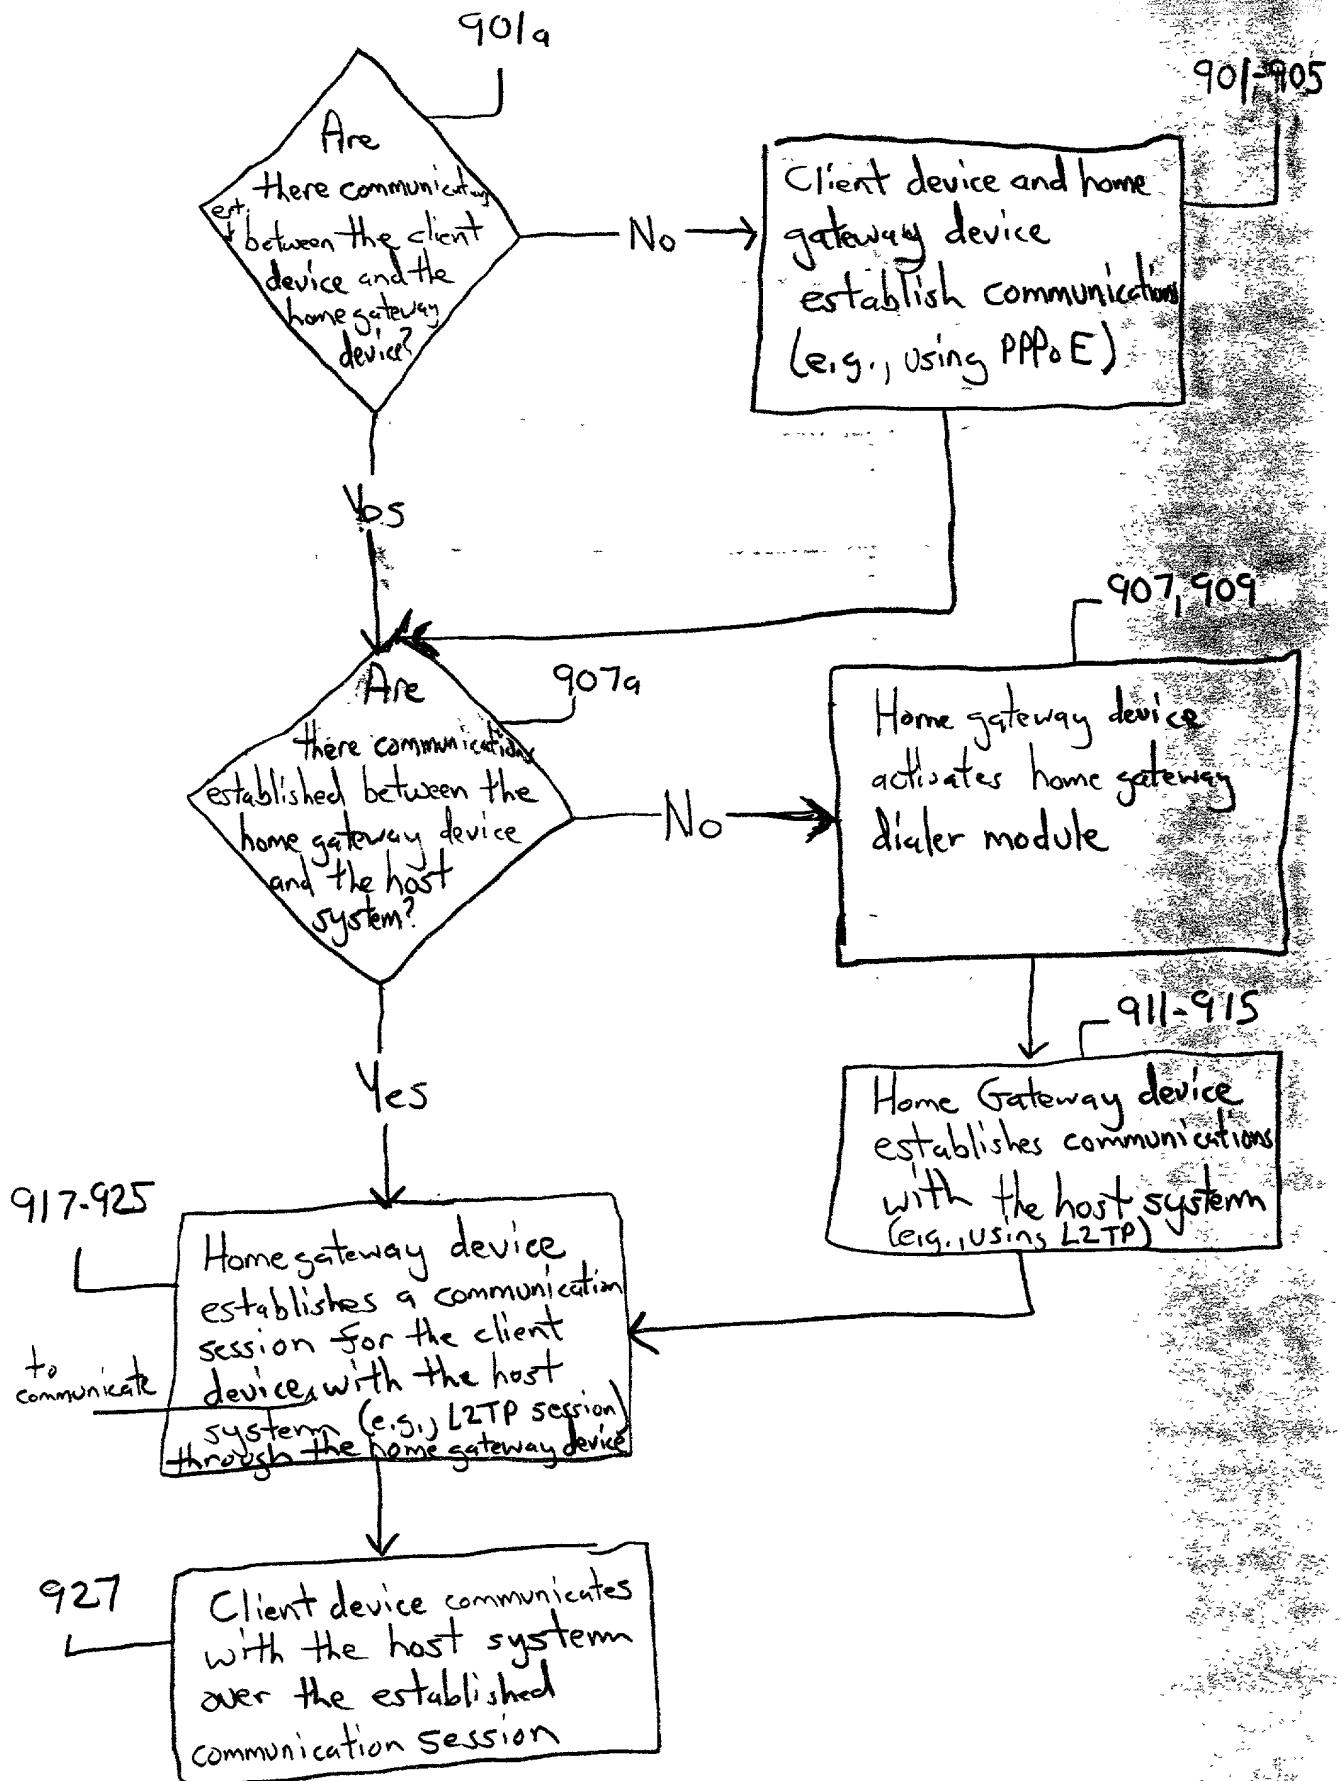 901a
Are
there communications
est. between the client
device and the
home gateway
device?
No
901-905
Client device and home
gateway device
establish communications
(e.g., using PPPoE)
Yes
907a
Are
there communications
established between the
home gateway device
and the host
system?
No
907, 909
Home gateway device
activates home gateway
dialer module
911-915
Home Gateway device
establishes communications
with the host system
(e.g., using L2TP)
Yes
917-925
Home gateway device
establishes a communication
session for the client
device with the host
to
communicate
system (e.g., L2TP session)
through the home gateway device
927
Client device communicates
with the host system
over the established
communication session